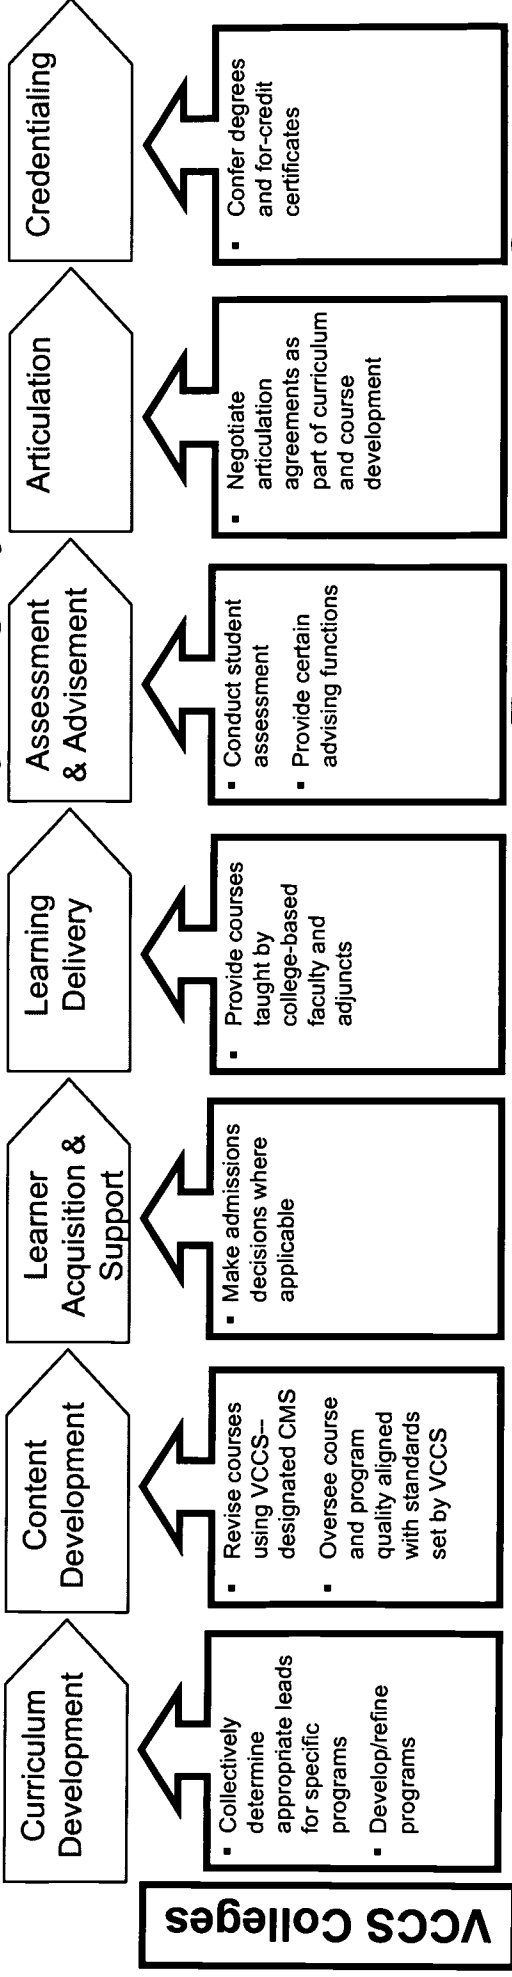 Curriculum
Development
Content
Development
Learner
Acquisition &
Support
Learning
Delivery
Assessment
& Advisement
Articulation
Credentialing
VCCS Colleges
▪ Collectively
determine
appropriate leads
for specific
programs
▪ Develop/refine
programs
▪ Revise courses
using VCCS--
designated CMS
▪ Oversee course
and program
quality aligned
with standards
set by VCCS
▪ Make admissions
decisions where
applicable
▪ Provide courses
taught by
college-based
faculty and
adjuncts
▪ Conduct student
assessment
▪ Provide certain
advising functions
▪ Negotiate
articulation
agreements as
part of curriculum
and course
development
▪ Confer degrees
and for-credit
certificates